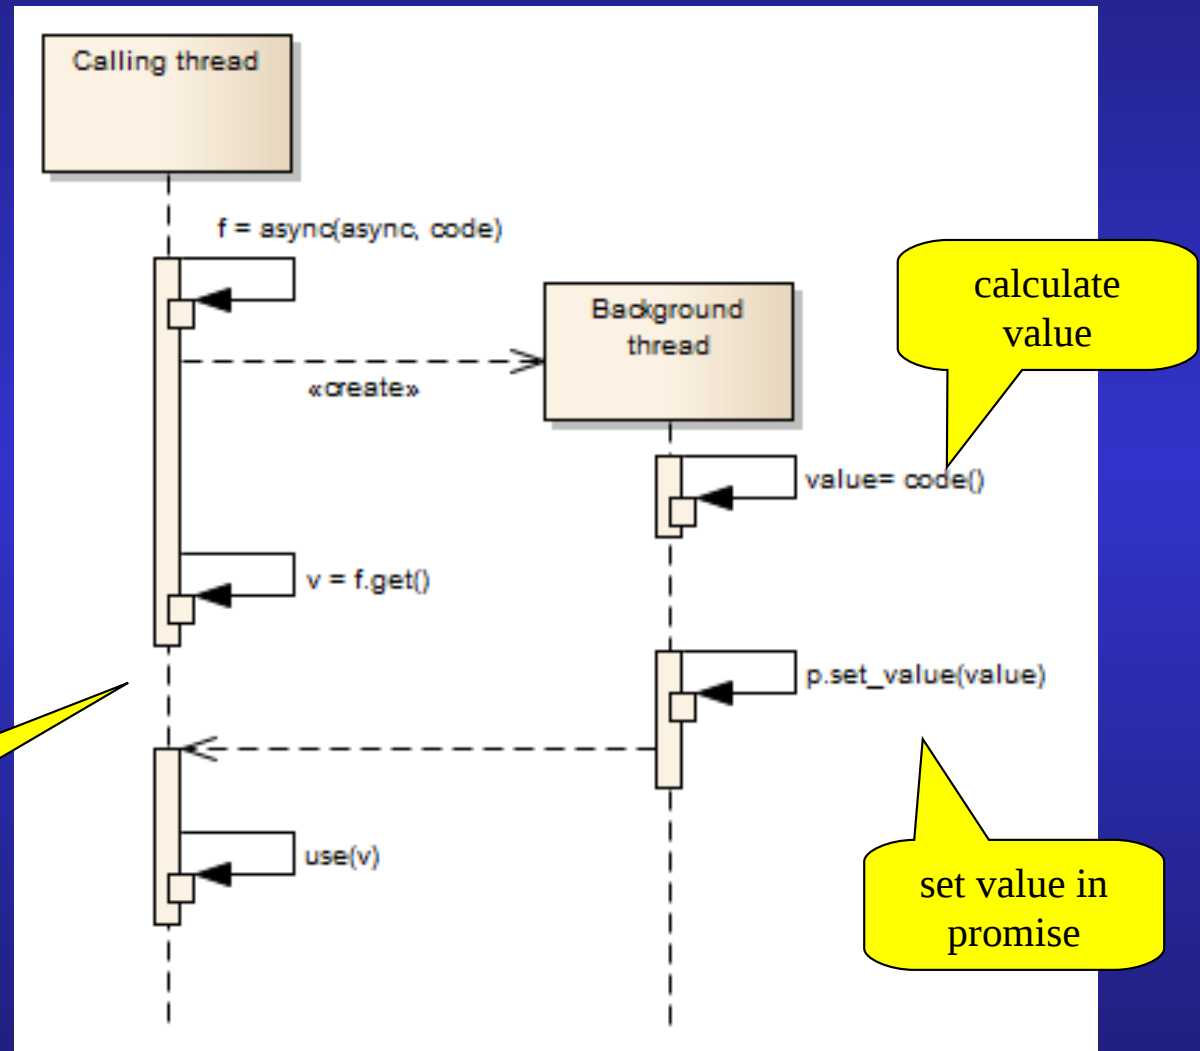 Calling thread
f = async(async, code)
calculate
value
Background
thread
«create»
value= code()
v = f.get()
p.set_value(value)
use(v)
set value in
promise